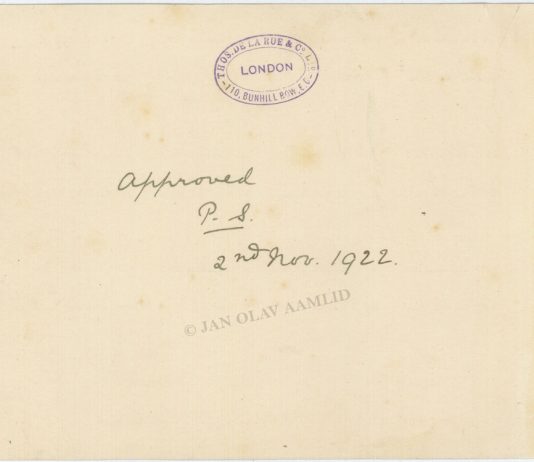 THOS. DE LA RUE & Co. LTD.
LONDON
110, BUNHILL ROW, E.C.
Approved
P. S.
2nd Nov. 1922.
© JAN OLAV AAMLID